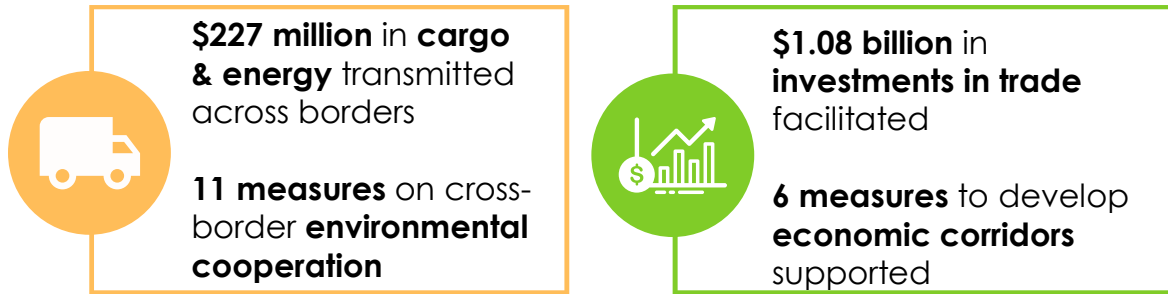 $227 million in cargo
& energy transmitted
across borders
11 measures on cross-
border environmental
cooperation
$
$1.08 billion in
investments in trade
facilitated
6 measures to develop
economic corridors
supported